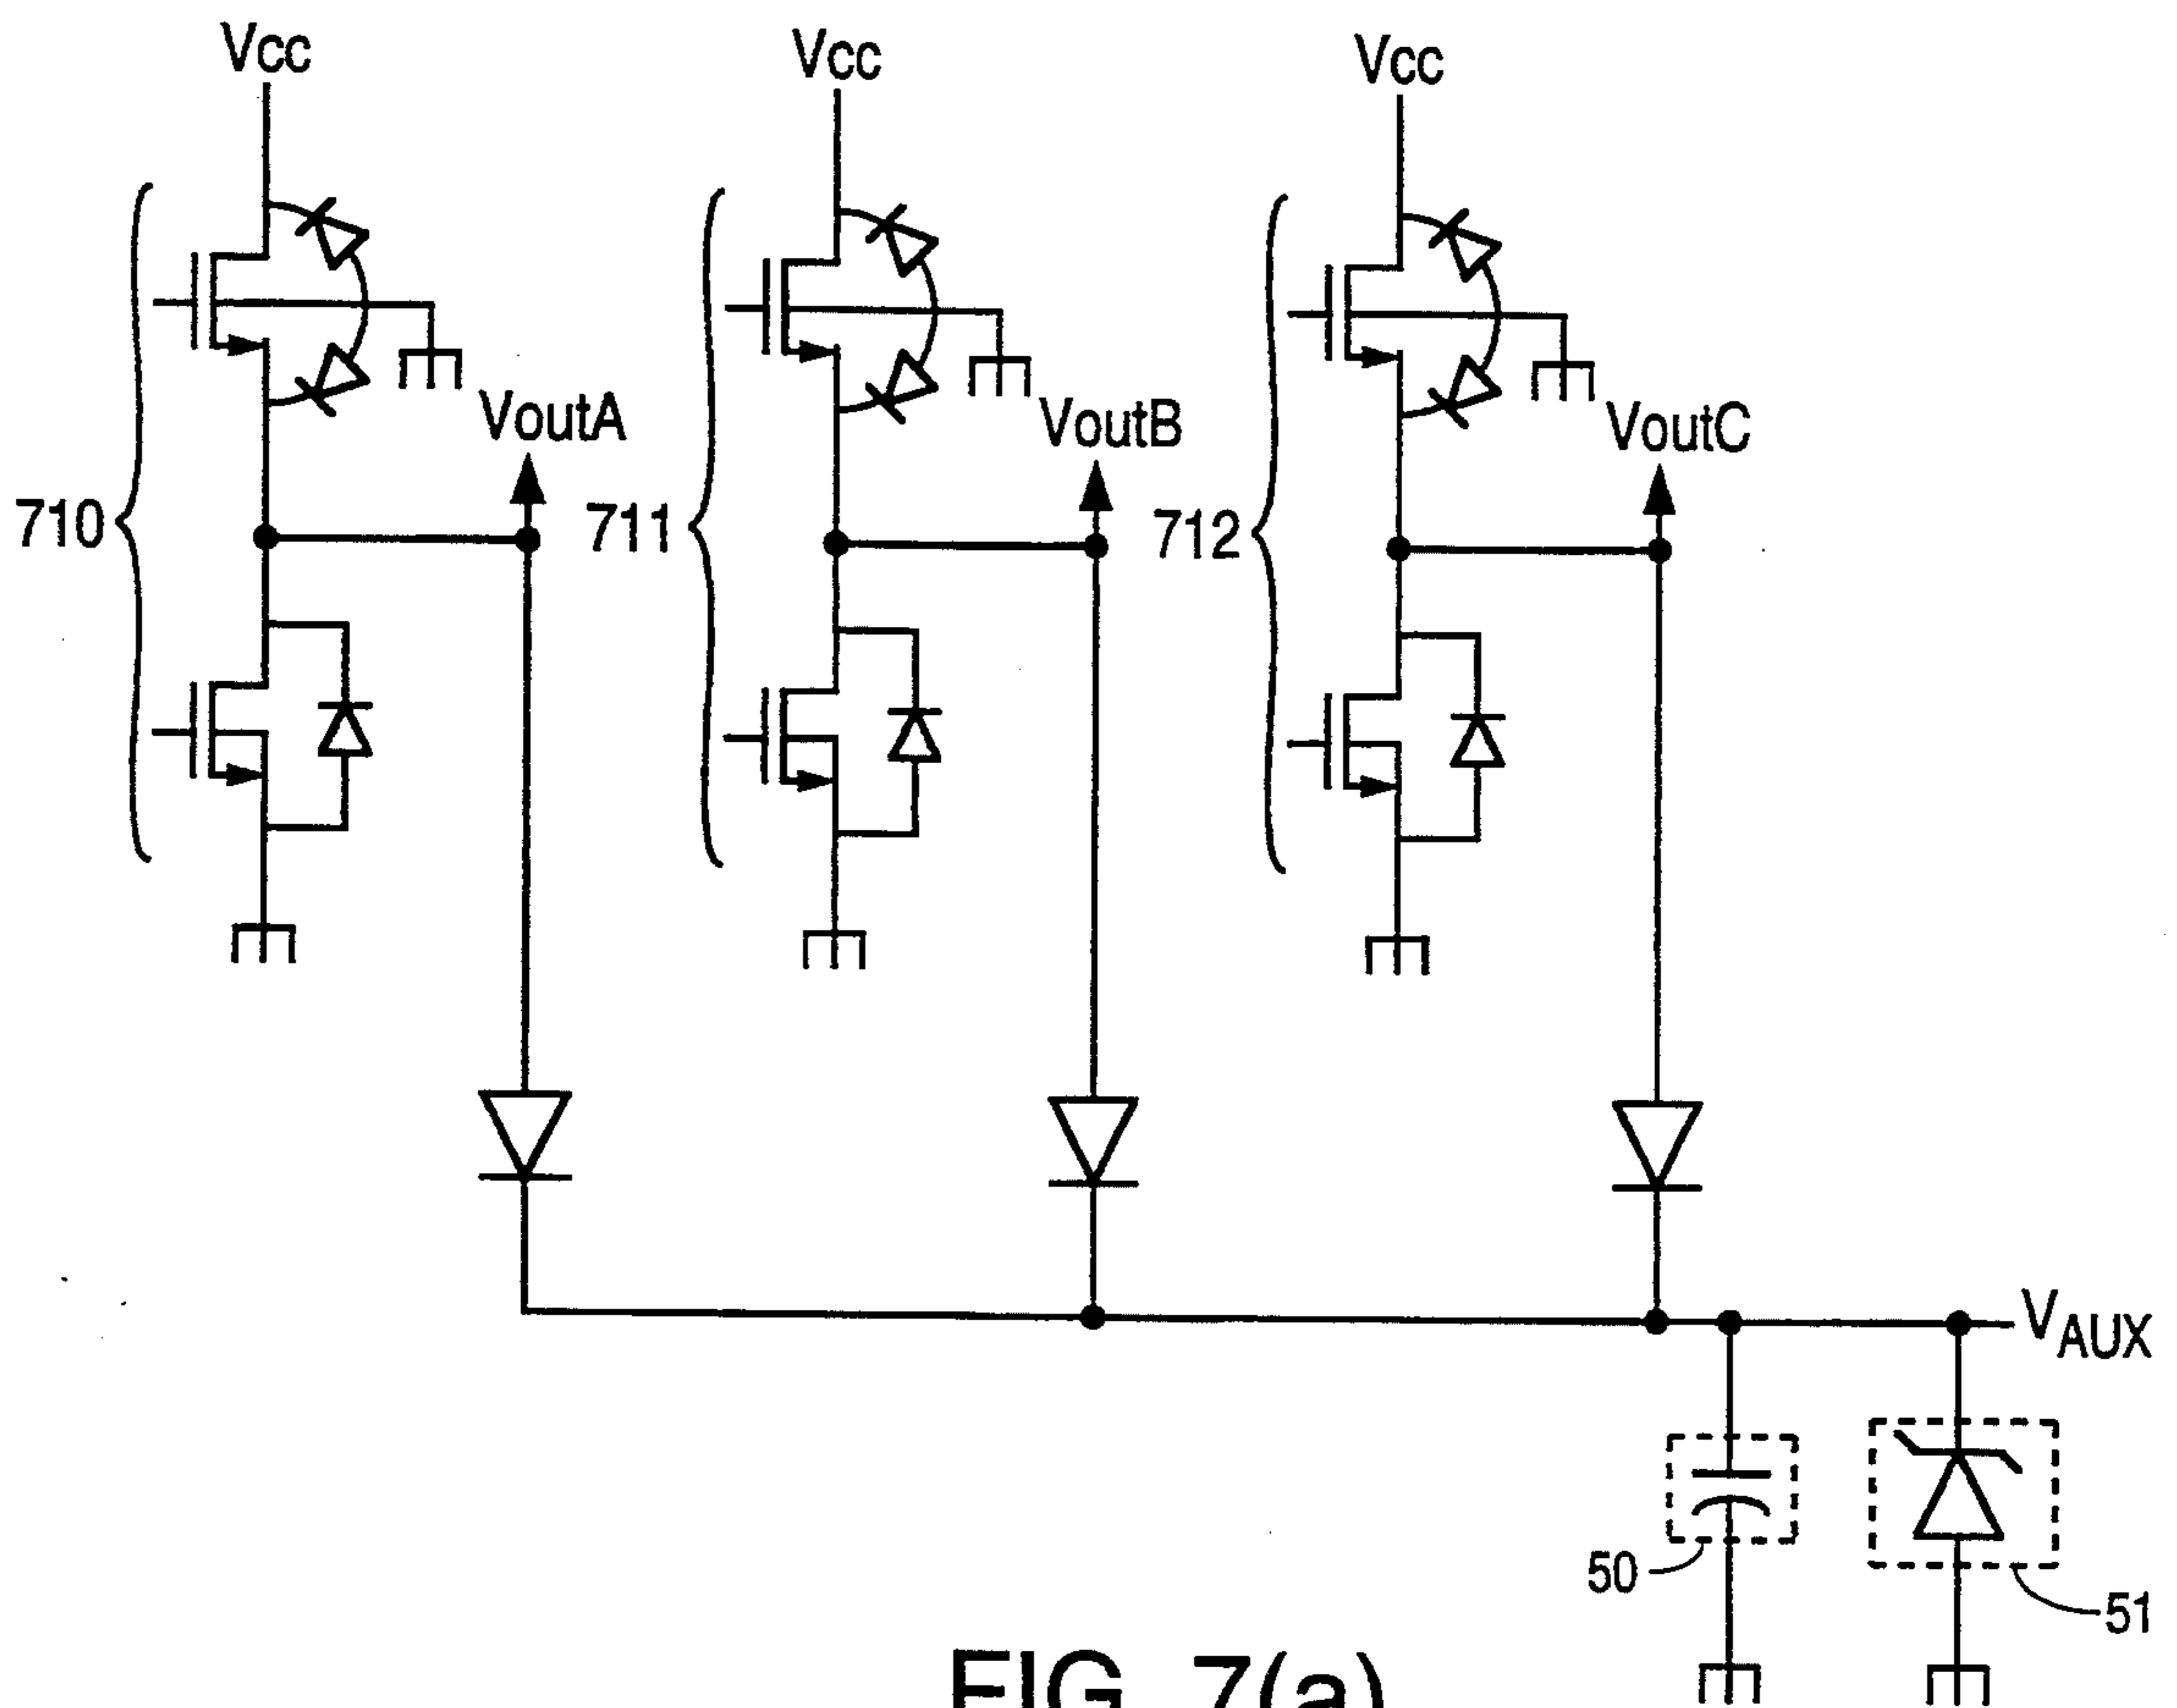 Vcc Vcc Vcc
VoutA VoutB VoutC
710 711 712
VAUX
50
51
FIG. 7(a)